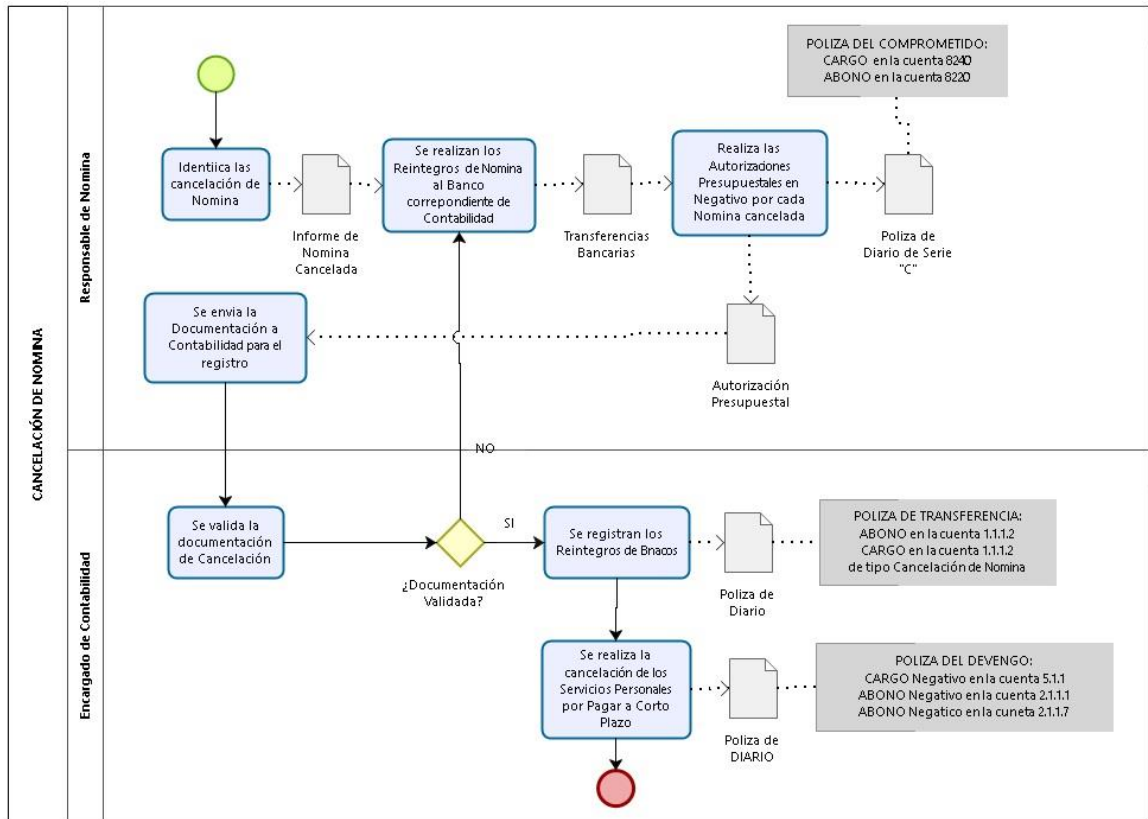 CANCELACIÓN DE NOMINA
Responsable de Nomina
POLIZA DEL COMPROMETIDO:
CARGO en la cuenta 8240
ABONO en la cuenta 8220
Identiica las
cancelación de
Nomina
Informe de
Nomina
Cancelada
Se realizan los
Reintegros de Nomina
al Banco
correpondiente de
Contabilidad
Transferencias
Bancarias
Realiza las
Autorizaciones
Presupuestales en
Negativo por cada
Nomina cancelada
Poliza de
Diario de Serie
"C"
Se envia la
Documentación a
Contabilidad para el
registro
Autorización
Presupuestal
NO
Encargado de Contabilidad
Se valida la
documentación
de Cancelación
¿Documentación
Validada?
SI
Se registran los
Reintegros de Bnacos
Poliza de
Diario
POLIZA DE TRANSFERENCIA:
ABONO en la cuenta 1.1.1.2
CARGO en la cuenta 1.1.1.2
de tipo Cancelación de Nomina
Se realiza la
cancelación de los
Servicios Personales
por Pagar a Corto
Plazo
Poliza de
DIARIO
POLIZA DEL DEVENGO:
CARGO Negativo en la cuenta 5.1.1
ABONO Negativo en la cuenta 2.1.1.1
ABONO Negatico en la cuneta 2.1.1.7